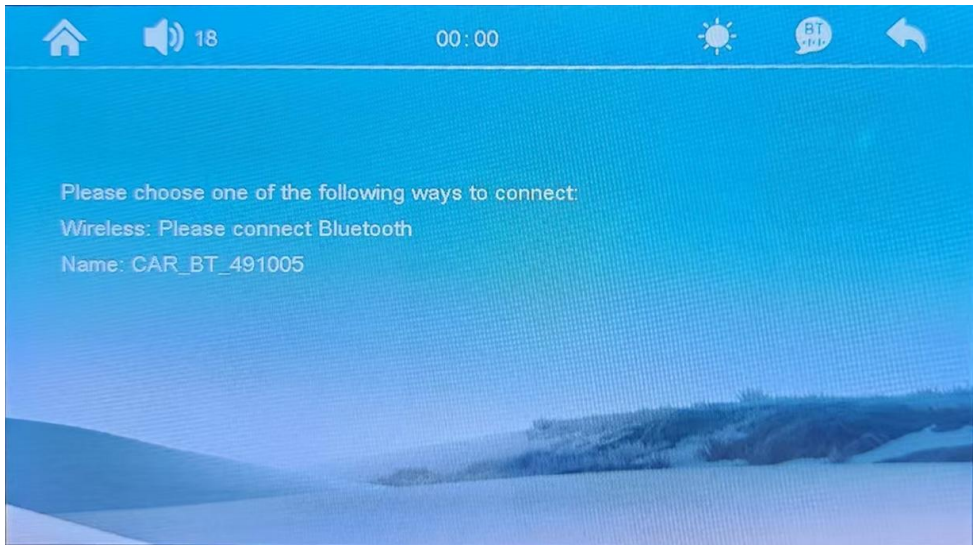 18
00:00
BT
Please choose one of the following ways to connect:
Wireless: Please connect Bluetooth
Name: CAR_BT_491005